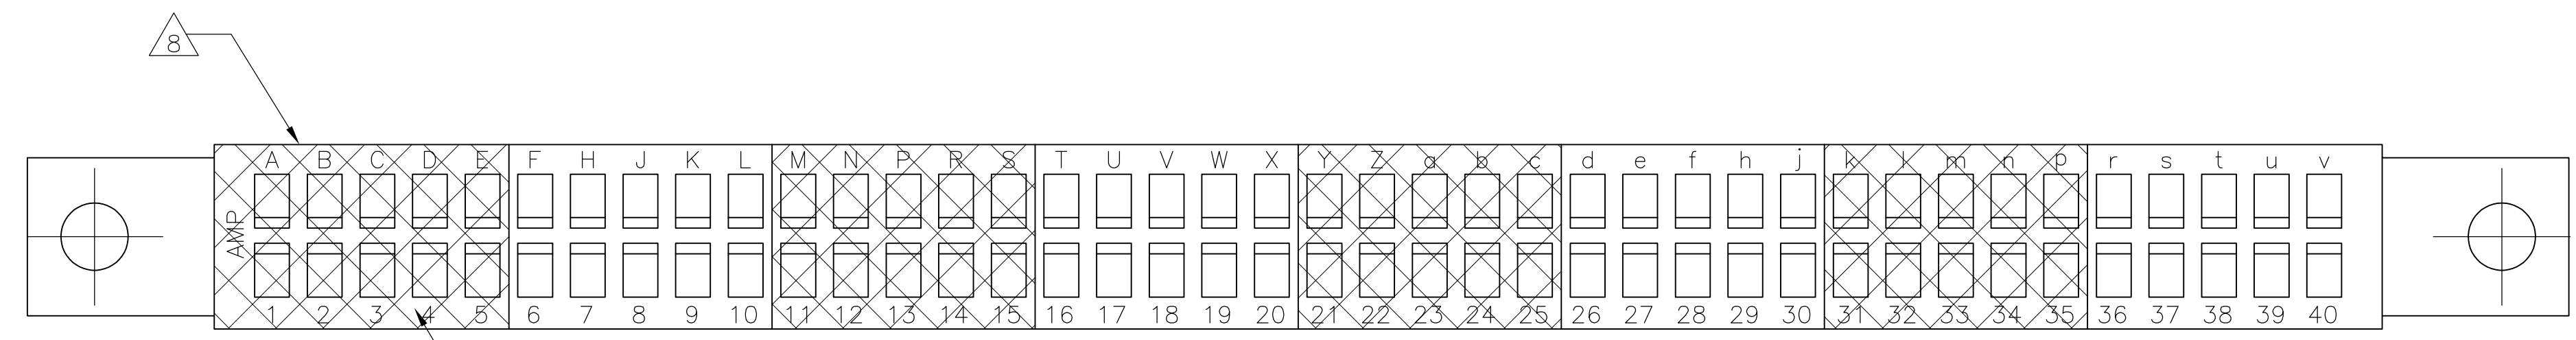 8
A B C D E F H J K L M N P R S T U V W X Y Z a b c d e f h j k l m n p r s t u v
AMP
1 2 3 4 5 6 7 8 9 10 11 12 13 14 15 16 17 18 19 20 21 22 23 24 25 26 27 28 29 30 31 32 33 34 35 36 37 38 39 40